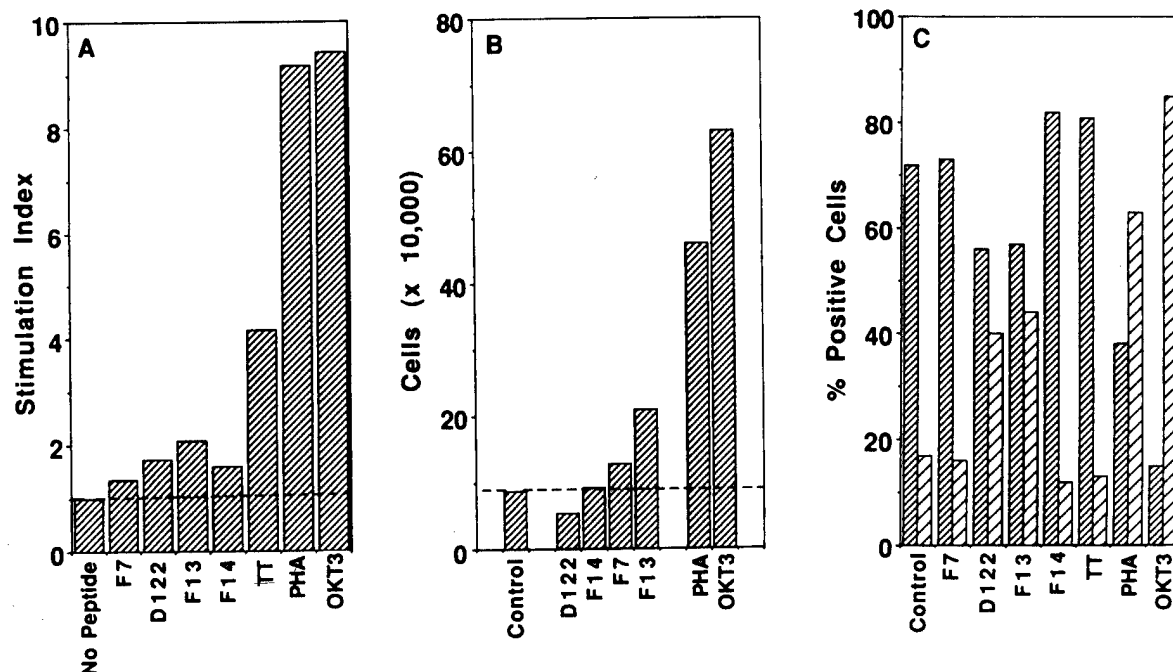 A
Stimulation Index
10
8
6
4
2
0
No Peptide
F7
D122
F13
F14
TT
PHA
OKT3
B
Cells (x 10,000)
80
60
40
20
0
Control
D122
F14
F7
F13
PHA
OKT3
C
% Positive Cells
100
80
60
40
20
0
Control
F7
D122
F13
F14
TT
PHA
OKT3